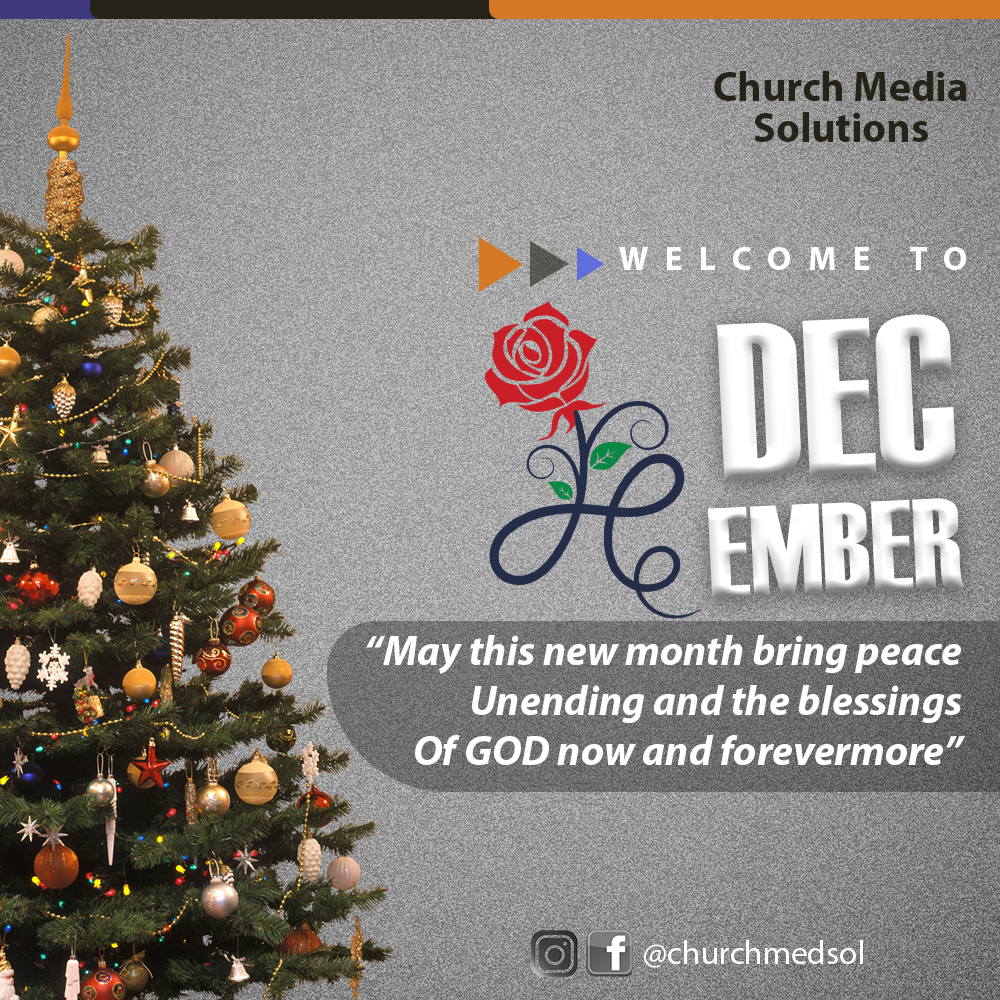 Church Media
Solutions
WELCOME TO
DEC
EMBER
“May this new month bring peace
Unending and the blessings
Of GOD now and forevermore”
@churchmedsol